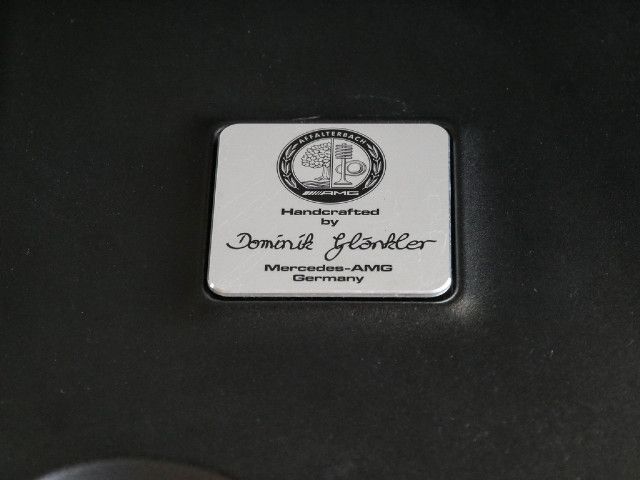 AFFALTERBACH
AMG
Handcrafted
by
Dominik Glänkler
Mercedes-AMG
Germany